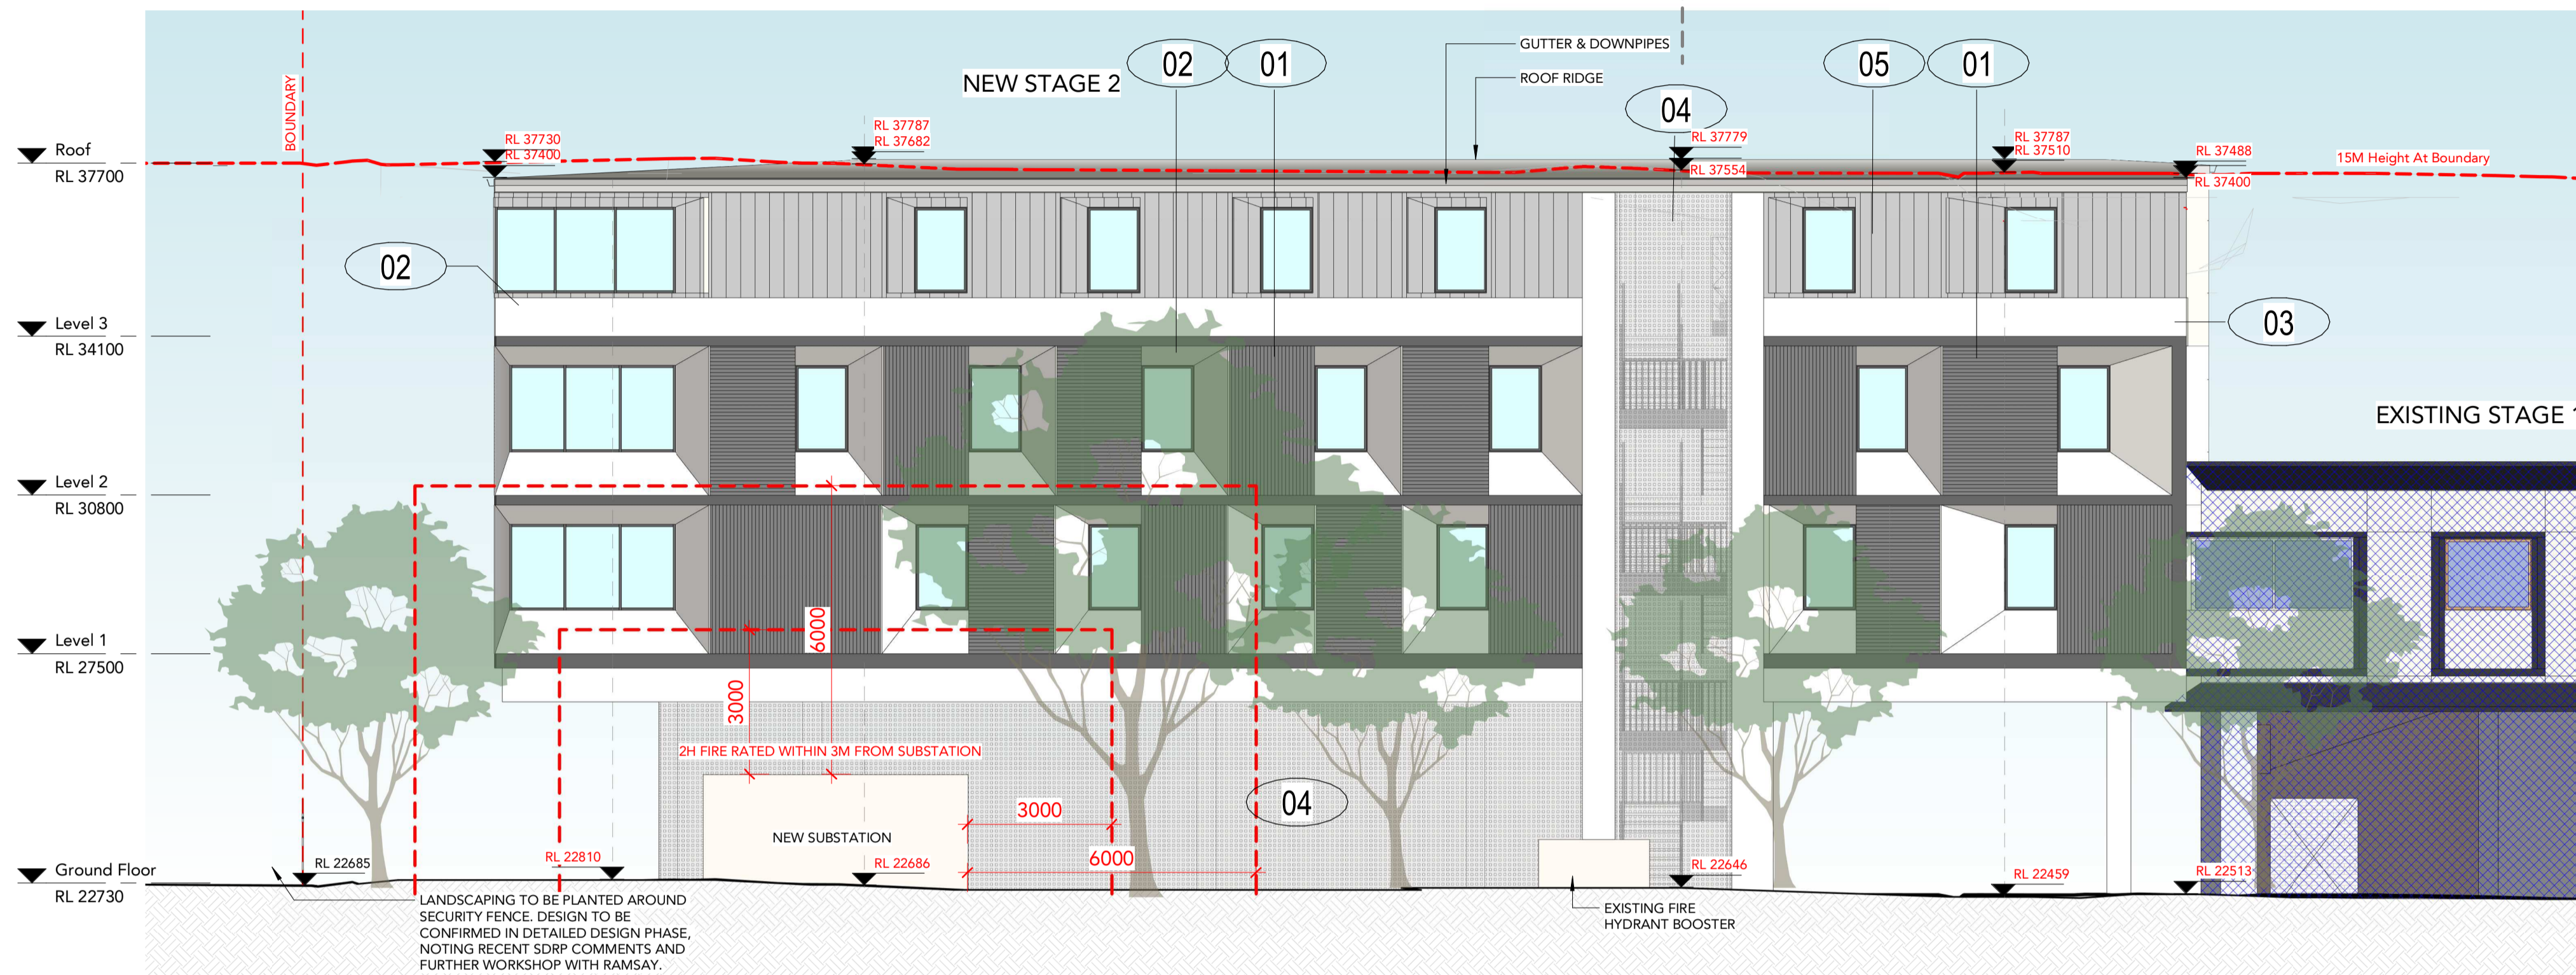 GUTTER & DOWNPIPES
02
01
05
01
NEW STAGE 2
ROOF RIDGE
04
BOUNDARY
RL 37730
RL 37400
RL 37787
RL 37682
RL 37779
RL 37554
RL 37787
RL 37510
RL 37488
RL 37400
15M Height At Boundary
Roof
RL 37700
02
Level 3
RL 34100
03
EXISTING STAGE 1
Level 2
RL 30800
6000
Level 1
RL 27500
3000
2H FIRE RATED WITHIN 3M FROM SUBSTATION
04
3000
NEW SUBSTATION
6000
Ground Floor
RL 22730
RL 22685
RL 22810
RL 22686
RL 22646
RL 22459
RL 22513
LANDSCAPING TO BE PLANTED AROUND
SECURITY FENCE. DESIGN TO BE
CONFIRMED IN DETAILED DESIGN PHASE,
NOTING RECENT SDRP COMMENTS AND
FURTHER WORKSHOP WITH RAMSAY.
EXISTING FIRE
HYDRANT BOOSTER